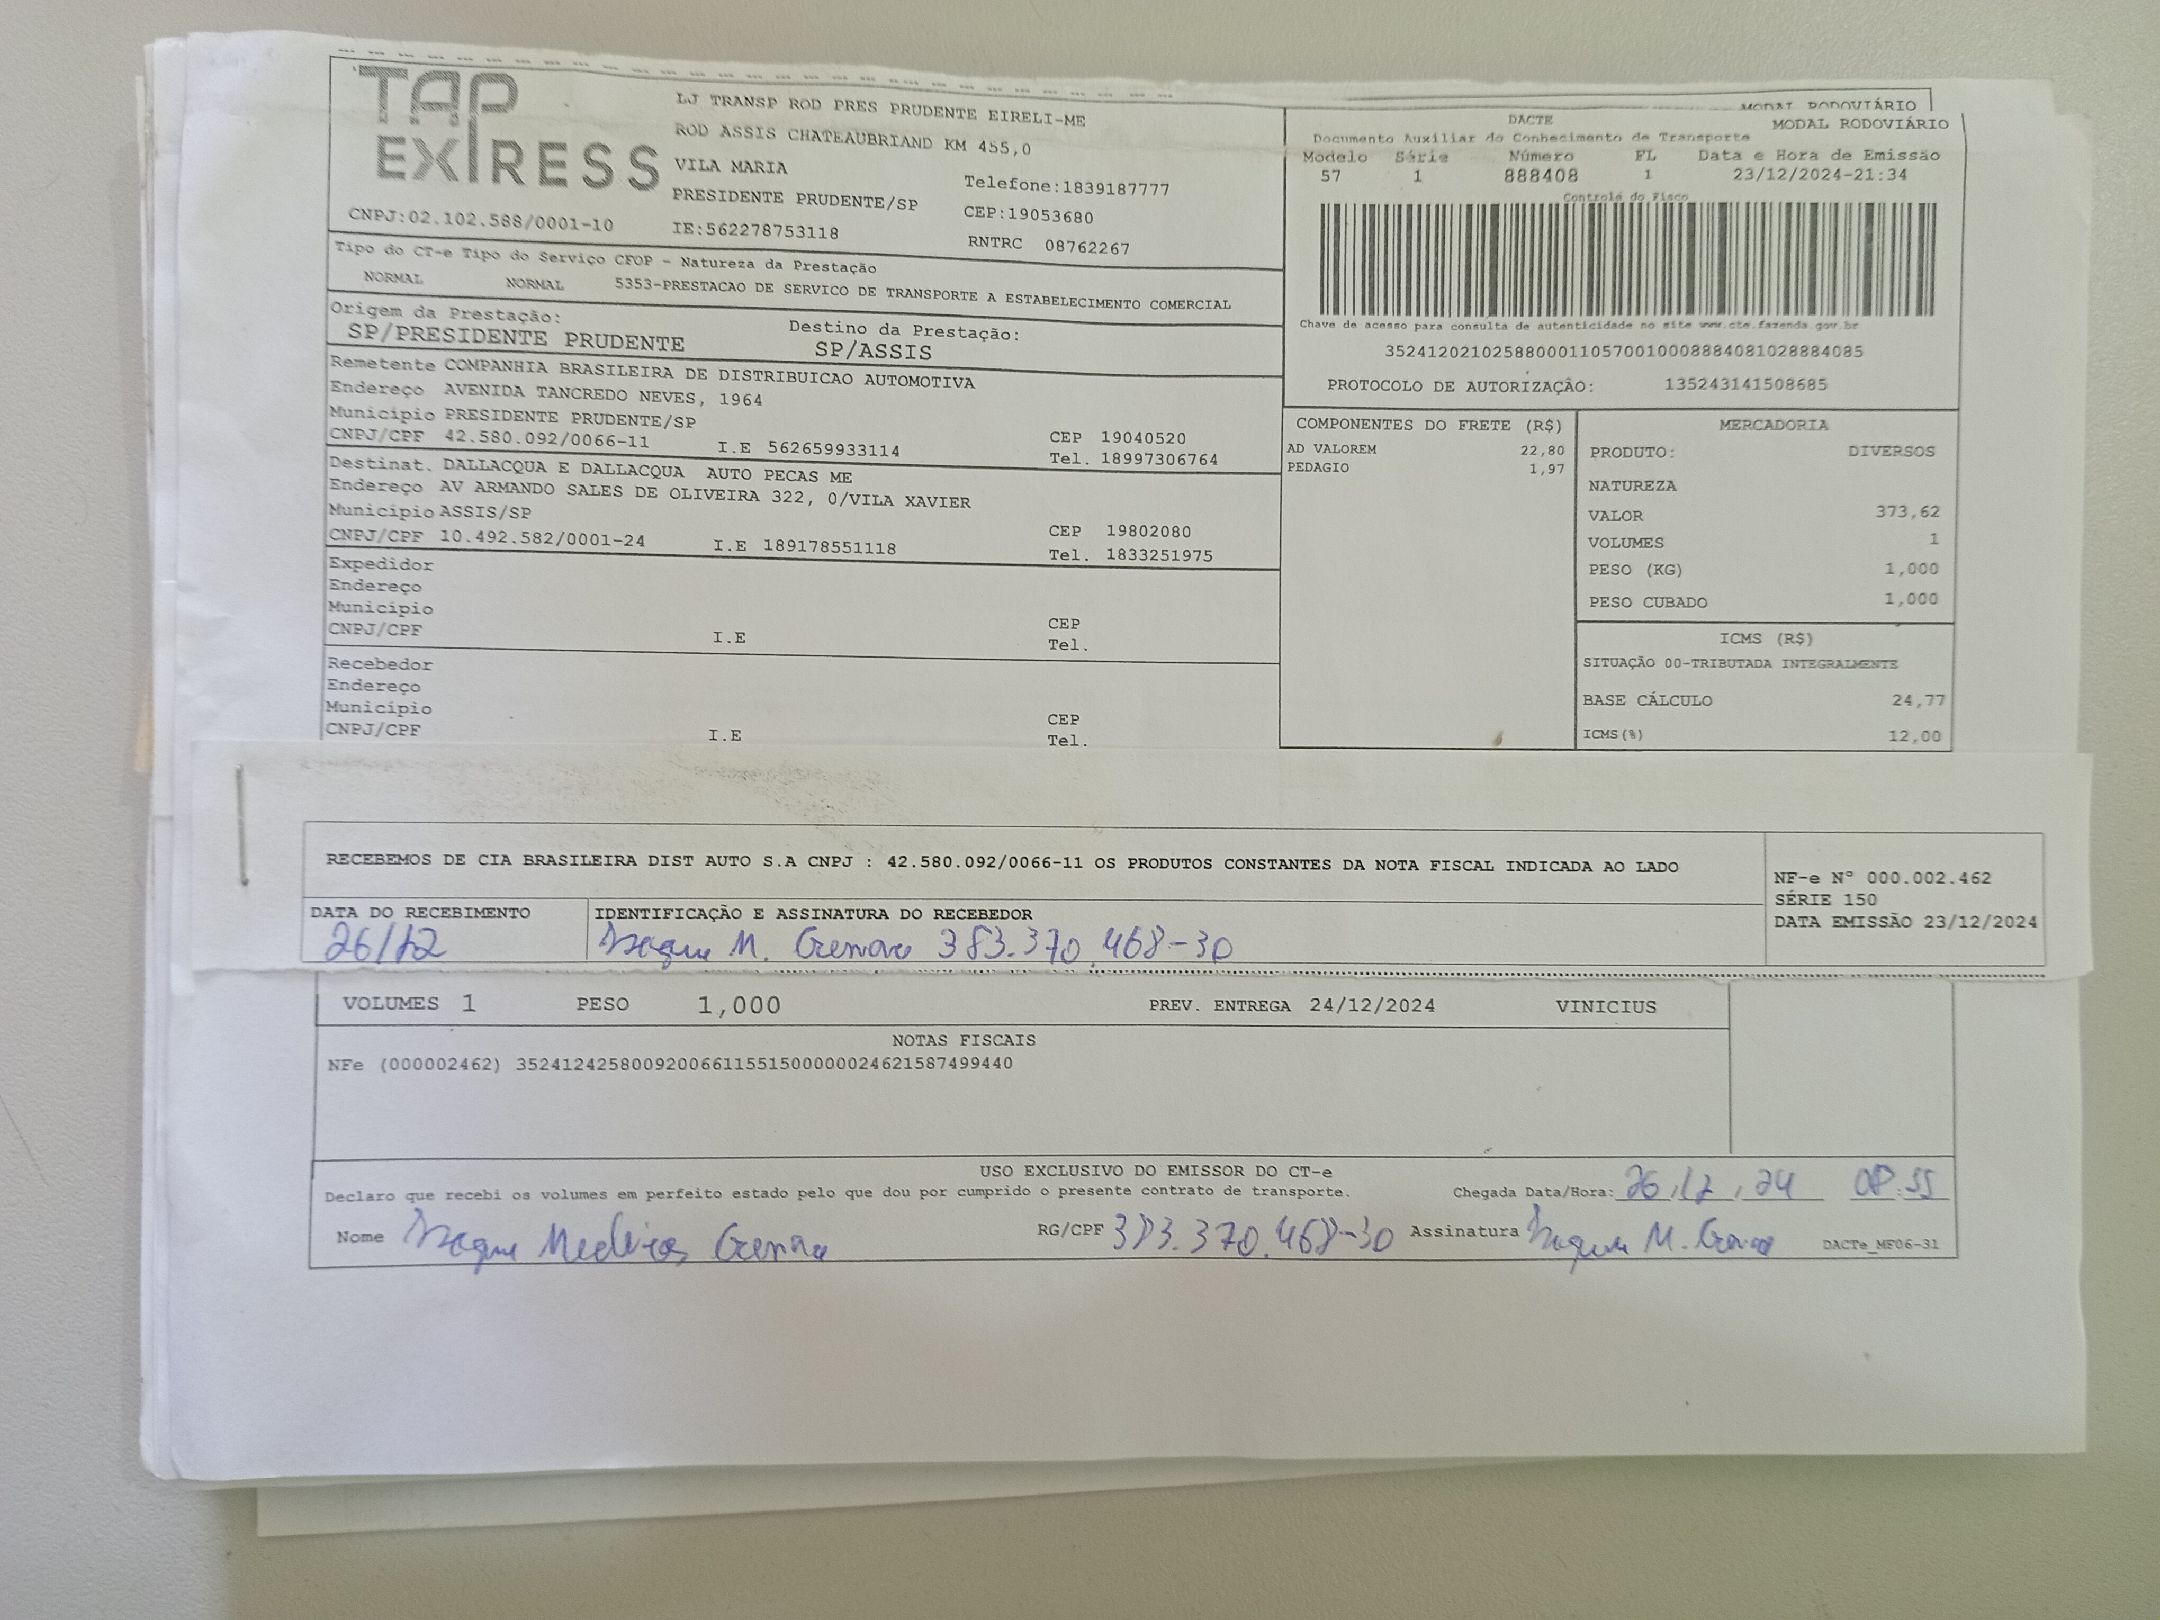 TAP EXPRESS
LJ TRANSP ROD PRES PRUDENTE EIRELI-ME
ROD ASSIS CHATEAUBRIAND KM 455,0
VILA MARIA
Telefone:1839187777
PRESIDENTE PRUDENTE/SP
CEP:19053680
CNPJ:02.102.588/0001-10
IE:562278753118
RNTRC 08762267
MODAL RODOVIÁRIO
DACTE
MODAL RODOVIÁRIO
Documento Auxiliar do Conhecimento de Transporte
Modelo Série Número FL Data e Hora de Emissão
57 1 888408 1 23/12/2024-21:34
Controle do Fisco
Chave de acesso para consulta de autenticidade no site www.cte.fazenda.gov.br
35241202102588000110570010008884081028884085
PROTOCOLO DE AUTORIZAÇÃO: 135243141508685
Tipo do CT-e Tipo do Serviço CFOP - Natureza da Prestação
NORMAL NORMAL 5353-PRESTACAO DE SERVICO DE TRANSPORTE A ESTABELECIMENTO COMERCIAL
Origem da Prestação: Destino da Prestação:
SP/PRESIDENTE PRUDENTE SP/ASSIS
Remetente COMPANHIA BRASILEIRA DE DISTRIBUICAO AUTOMOTIVA
Endereço AVENIDA TANCREDO NEVES, 1964
Município PRESIDENTE PRUDENTE/SP CEP 19040520
CNPJ/CPF 42.580.092/0066-11 I.E 562659933114 Tel. 18997306764
Destinat. DALLACQUA E DALLACQUA AUTO PECAS ME
Endereço AV ARMANDO SALES DE OLIVEIRA 322, 0/VILA XAVIER
Município ASSIS/SP CEP 19802080
CNPJ/CPF 10.492.582/0001-24 I.E 189178551118 Tel. 1833251975
Expedidor
Endereço
Município CEP
CNPJ/CPF I.E Tel.
Recebedor
Endereço
Município CEP
CNPJ/CPF I.E Tel.
COMPONENTES DO FRETE (R$)
AD VALOREM 22,80
PEDAGIO 1,97
MERCADORIA
PRODUTO: DIVERSOS
NATUREZA
VALOR 373,62
VOLUMES 1
PESO (KG) 1,000
PESO CUBADO 1,000
ICMS (R$)
SITUAÇÃO 00-TRIBUTADA INTEGRALMENTE
BASE CÁLCULO 24,77
ICMS(%) 12,00
RECEBEMOS DE CIA BRASILEIRA DIST AUTO S.A CNPJ : 42.580.092/0066-11 OS PRODUTOS CONSTANTES DA NOTA FISCAL INDICADA AO LADO
NF-e N° 000.002.462
SÉRIE 150
DATA EMISSÃO 23/12/2024
DATA DO RECEBIMENTO IDENTIFICAÇÃO E ASSINATURA DO RECEBEDOR
26/12 M. 383.370.468-30
VOLUMES 1 PESO 1,000 PREV. ENTREGA 24/12/2024 VINICIUS
NOTAS FISCAIS
NFe (000002462) 35241242580092006611551500000024621587499440
USO EXCLUSIVO DO EMISSOR DO CT-e
Declaro que recebi os volumes em perfeito estado pelo que dou por cumprido o presente contrato de transporte. Chegada Data/Hora: 26/12/24 08:55
Nome Medeiros RG/CPF 383.370.468-30 Assinatura M. DACTe_MF06-31